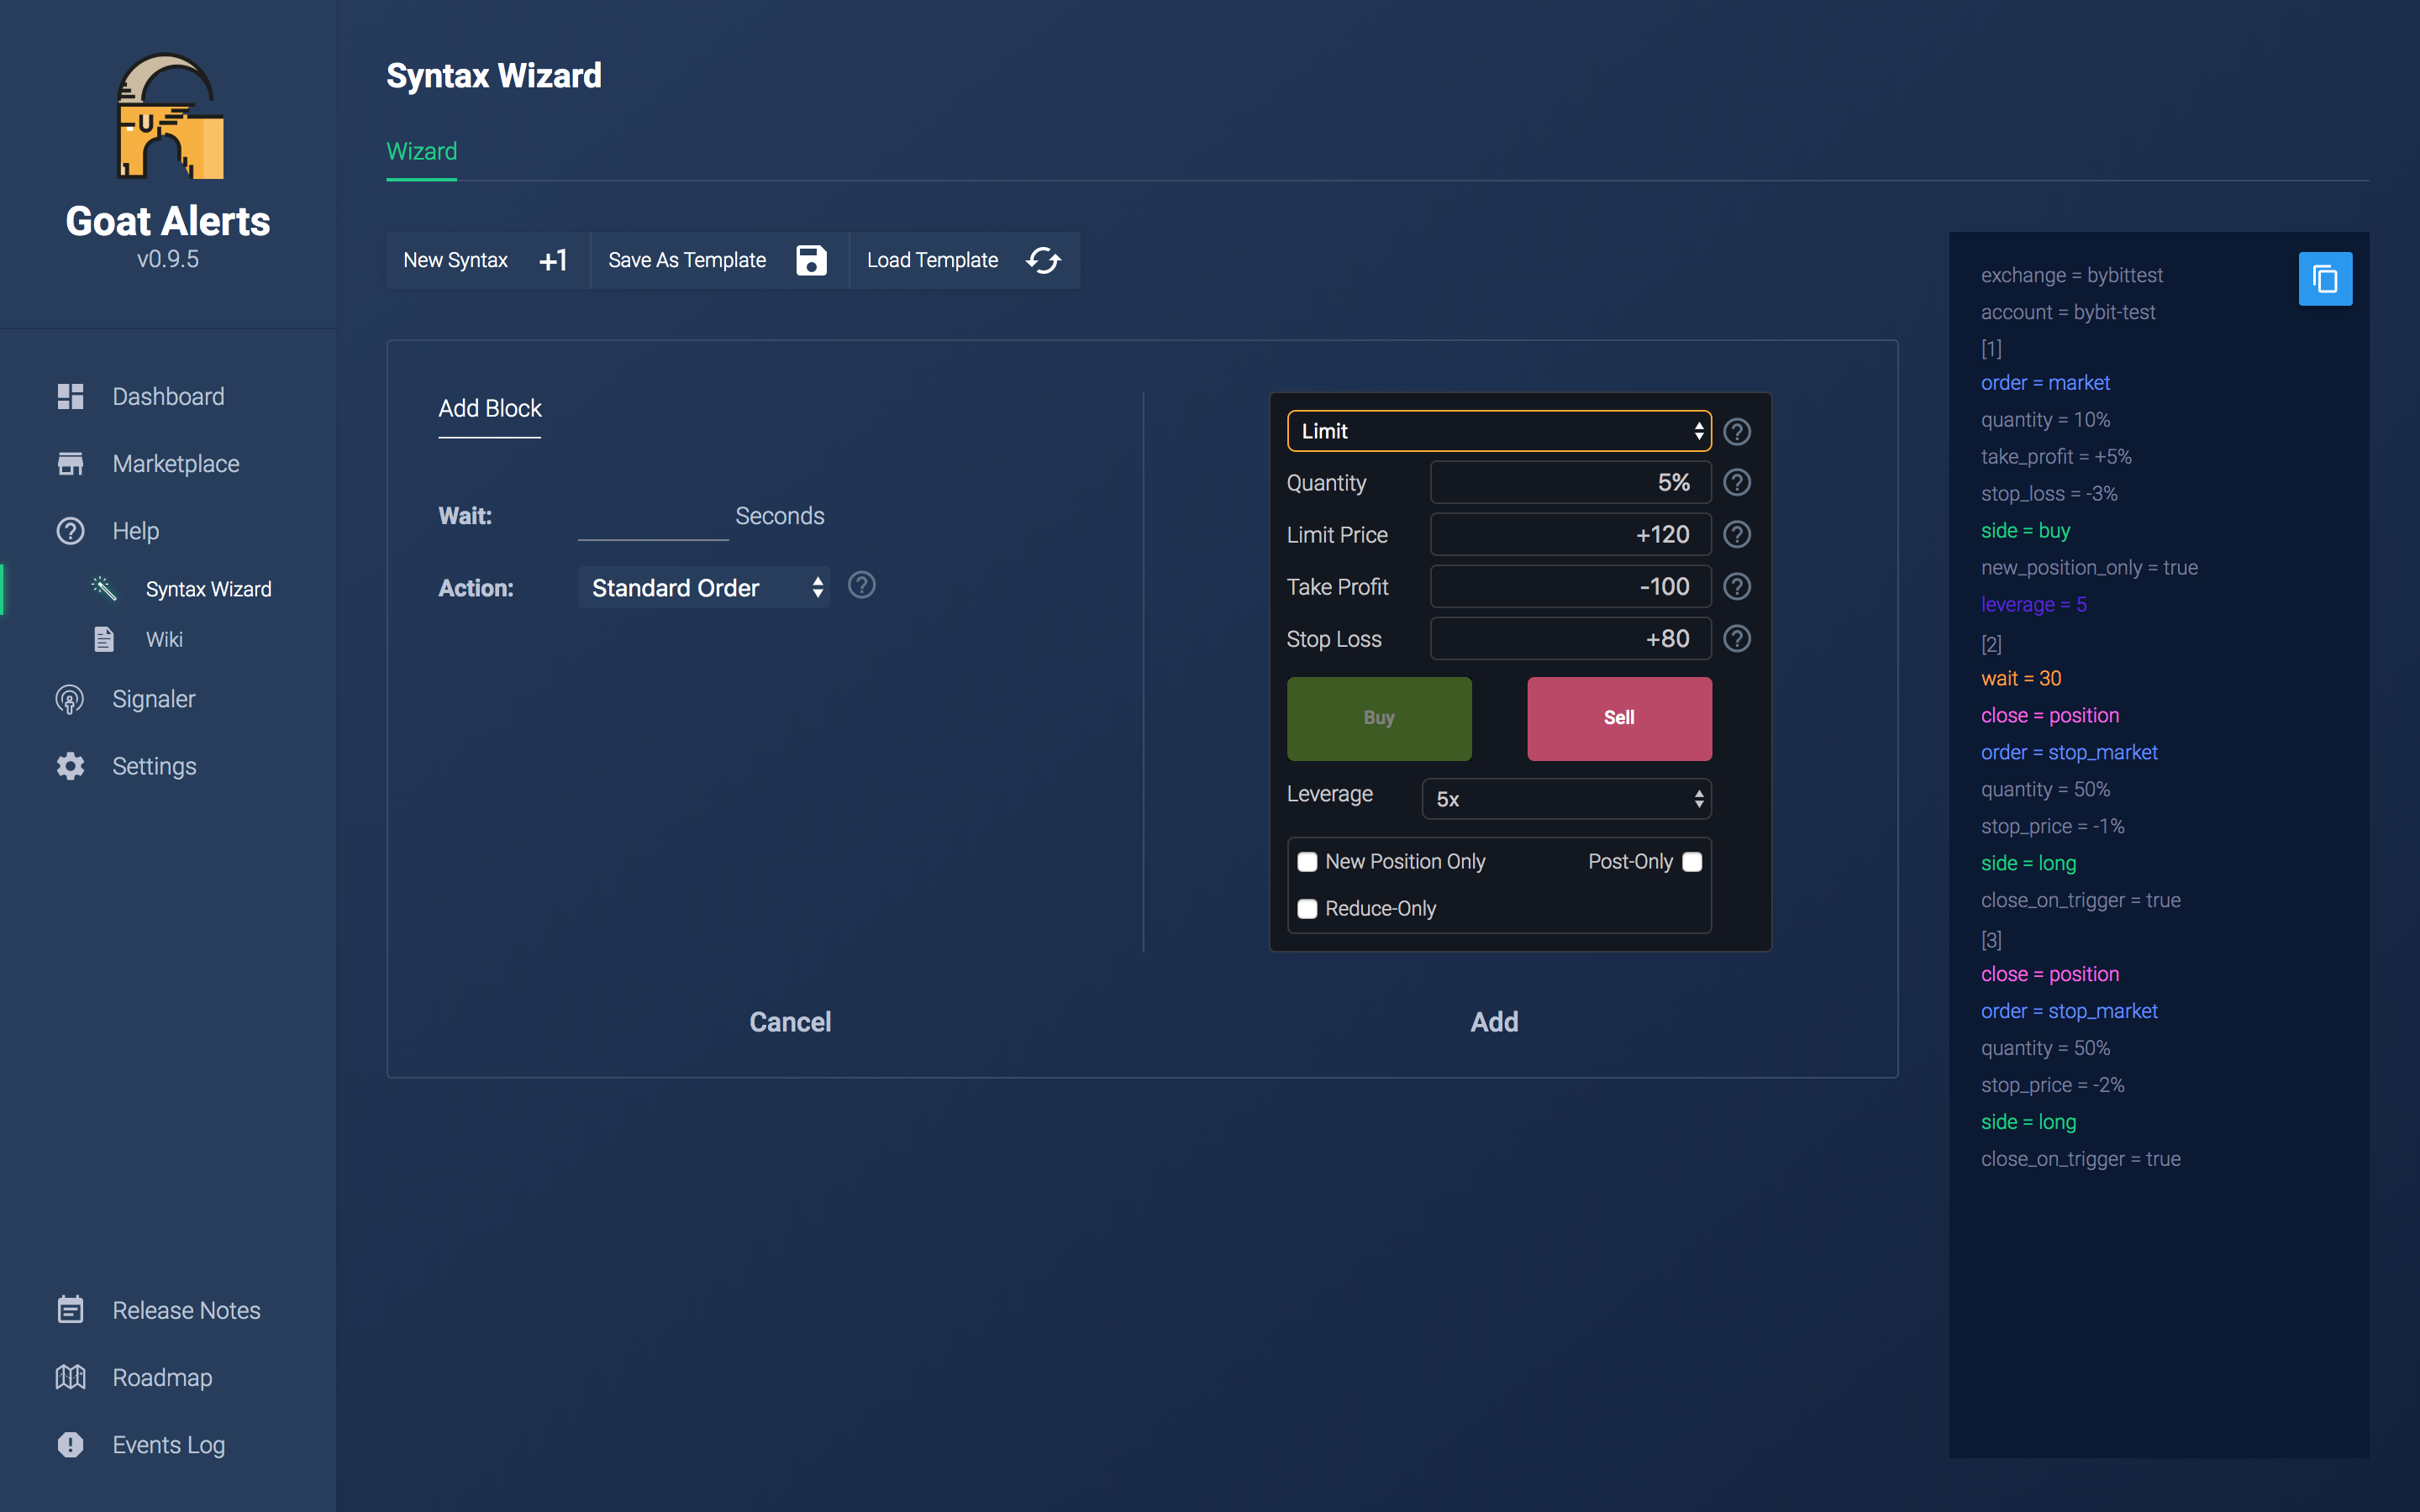 Goat Alerts
v0.9.5
Dashboard
Marketplace
Help
Syntax Wizard
Wiki
Signaler
Settings
Release Notes
Roadmap
Events Log
Syntax Wizard
Wizard
New Syntax +1
Save As Template
Load Template
Add Block
Wait: Seconds
Action: Standard Order
Limit
Quantity 5%
Limit Price +120
Take Profit -100
Stop Loss +80
Buy Sell
Leverage 5x
New Position Only Post-Only
Reduce-Only
Cancel Add
exchange = bybittest
account = bybit-test
[1]
order = market
quantity = 10%
take_profit = +5%
stop_loss = -3%
side = buy
new_position_only = true
leverage = 5
[2]
wait = 30
close = position
order = stop_market
quantity = 50%
stop_price = -1%
side = long
close_on_trigger = true
[3]
close = position
order = stop_market
quantity = 50%
stop_price = -2%
side = long
close_on_trigger = true